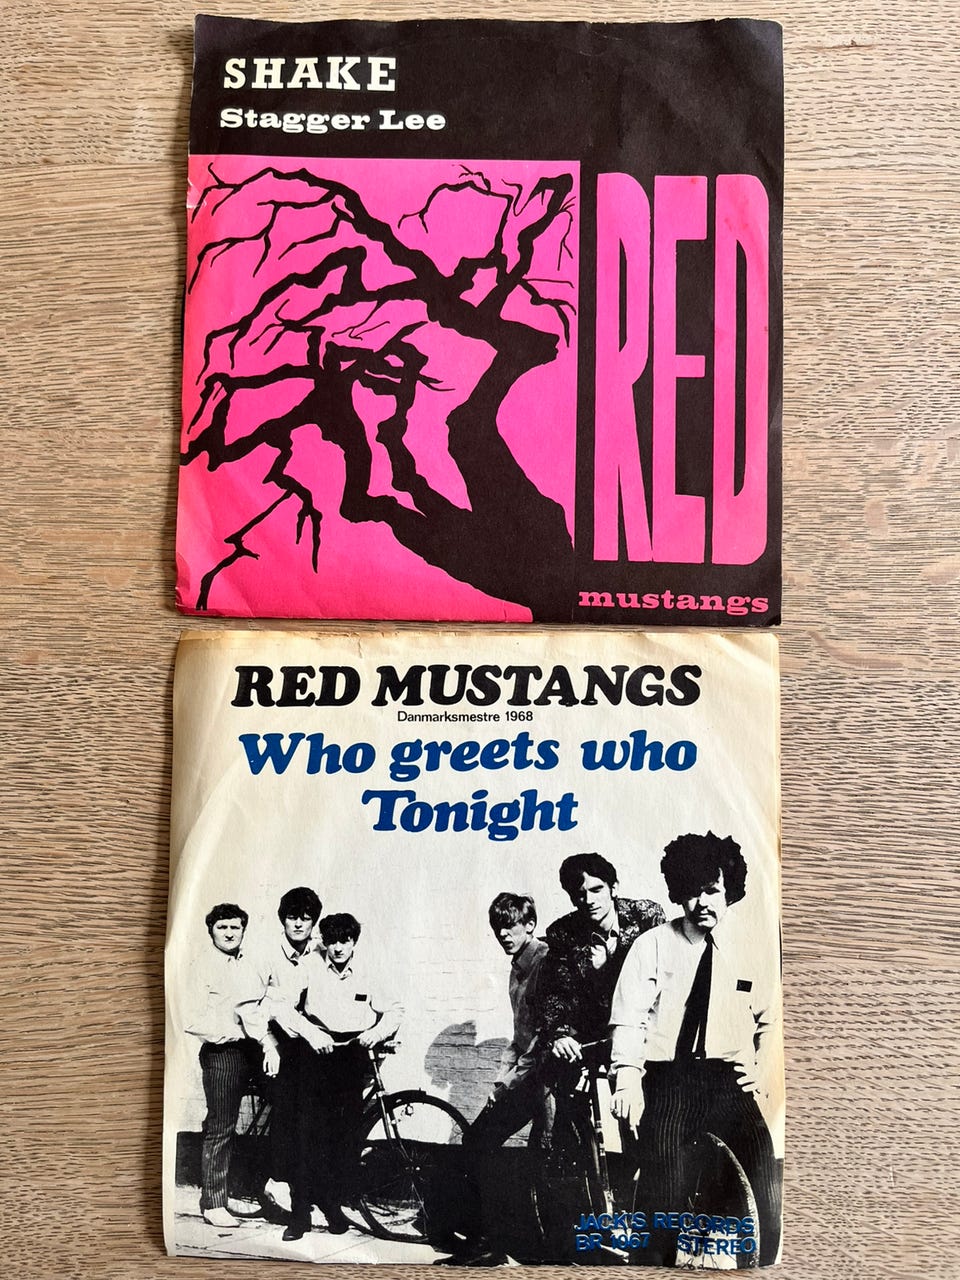 SHAKE
Stagger Lee
RED
mustangs
RED MUSTANGS
Danmarksmestre 1968
Who greets who
Tonight
JACK'S RECORDS
BR 1967 STEREO